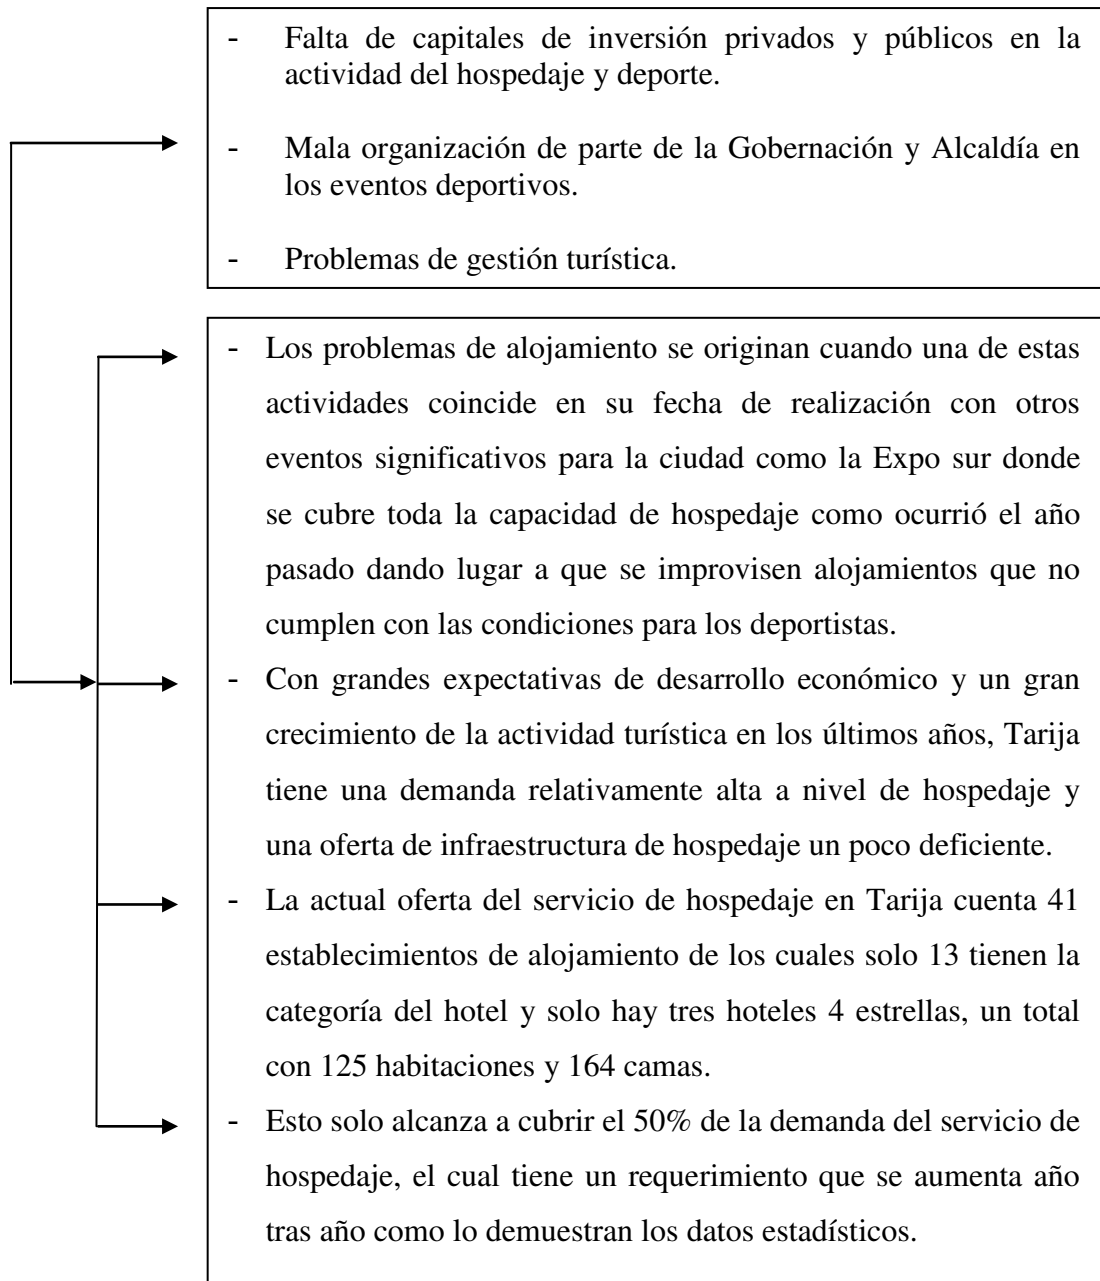 - Falta de capitales de inversión privados y públicos en la
actividad del hospedaje y deporte.
- Mala organización de parte de la Gobernación y Alcaldía en
los eventos deportivos.
- Problemas de gestión turística.
- Los problemas de alojamiento se originan cuando una de estas
actividades coincide en su fecha de realización con otros
eventos significativos para la ciudad como la Expo sur donde
se cubre toda la capacidad de hospedaje como ocurrió el año
pasado dando lugar a que se improvisen alojamientos que no
cumplen con las condiciones para los deportistas.
- Con grandes expectativas de desarrollo económico y un gran
crecimiento de la actividad turística en los últimos años, Tarija
tiene una demanda relativamente alta a nivel de hospedaje y
una oferta de infraestructura de hospedaje un poco deficiente.
- La actual oferta del servicio de hospedaje en Tarija cuenta 41
establecimientos de alojamiento de los cuales solo 13 tienen la
categoría del hotel y solo hay tres hoteles 4 estrellas, un total
con 125 habitaciones y 164 camas.
- Esto solo alcanza a cubrir el 50% de la demanda del servicio de
hospedaje, el cual tiene un requerimiento que se aumenta año
tras año como lo demuestran los datos estadísticos.